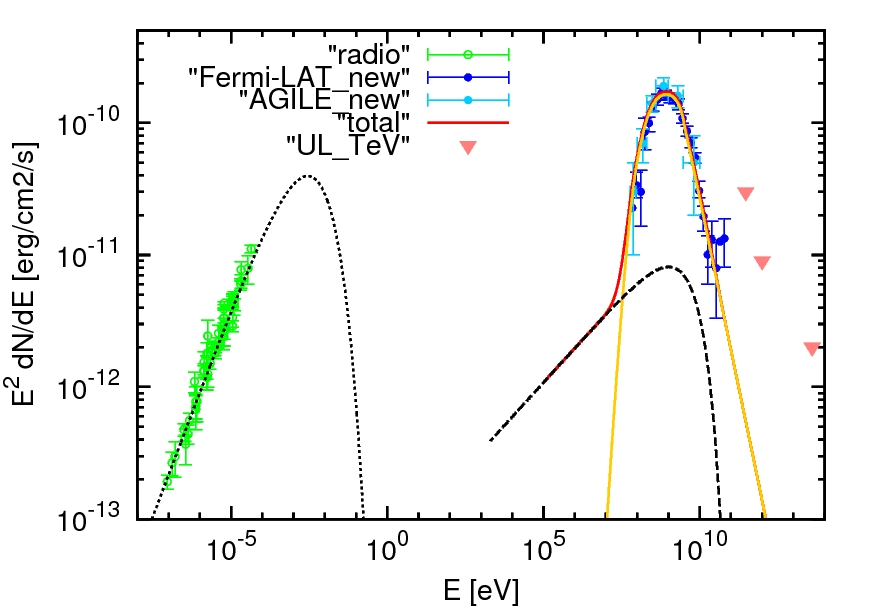 "radio"
"Fermi-LAT_new"
"AGILE_new"
"total"
"UL_TeV"
10^-10
10^-11
10^-12
10^-13
E^2 dN/dE [erg/cm2/s]
10^-5
10^0
10^5
10^10
E [eV]